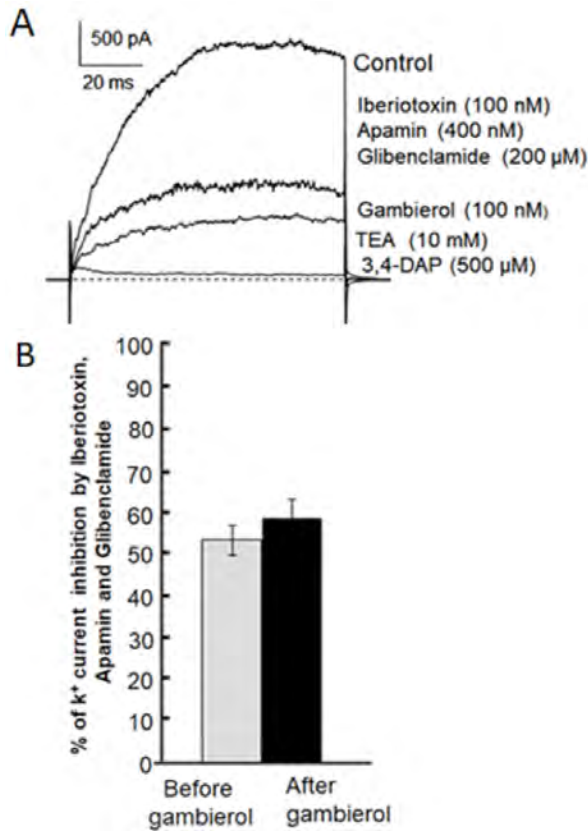 A
500 pA
20 ms
Control
Iberiotoxin (100 nM)
Apamin (400 nM)
Glibenclamide (200 µM)
Gambierol (100 nM)
TEA (10 mM)
3,4-DAP (500 µM)
B
% of k⁺ current inhibition by Iberiotoxin,
Apamin and Glibenclamide
100
90
80
70
60
50
40
30
20
10
0
Before
gambierol
After
gambierol